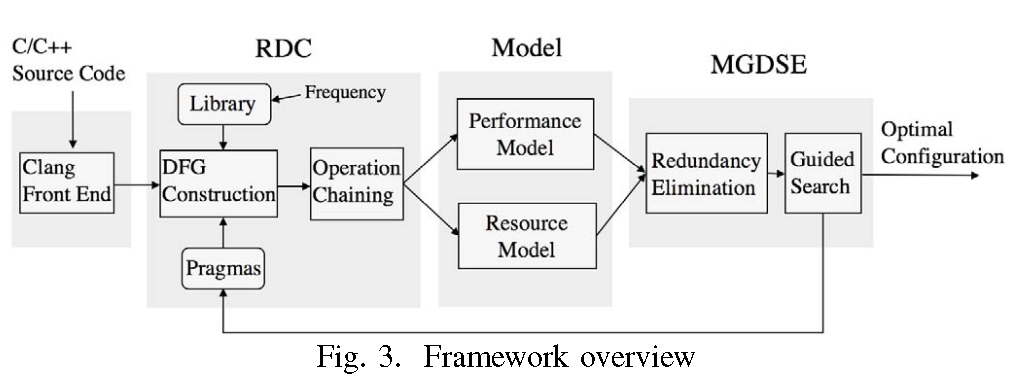 C/C++
Source Code
RDC
Model
MGDSE
Library
Frequency
Clang
Front End
DFG
Construction
Operation
Chaining
Pragmas
Performance
Model
Resource
Model
Redundancy
Elimination
Guided
Search
Optimal
Configuration
Fig. 3. Framework overview